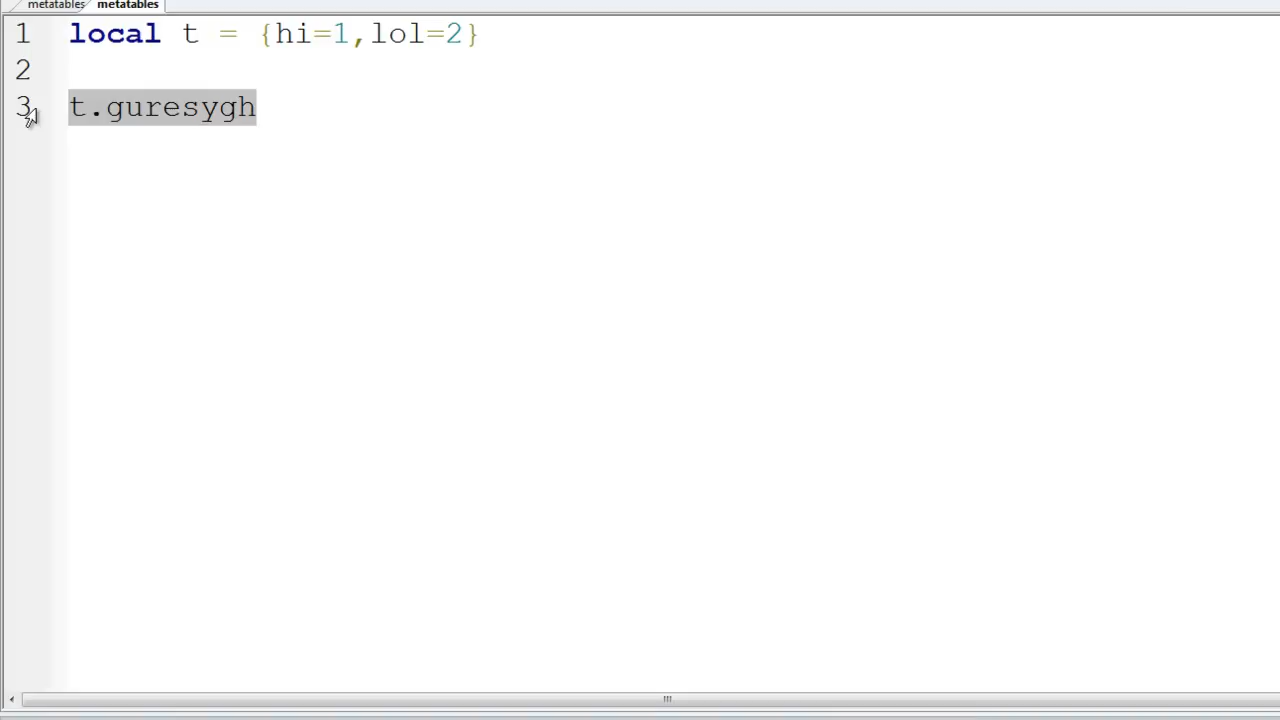 metatables metatables
1 local t = {hi=1,lol=2}
2
3 t.guresygh